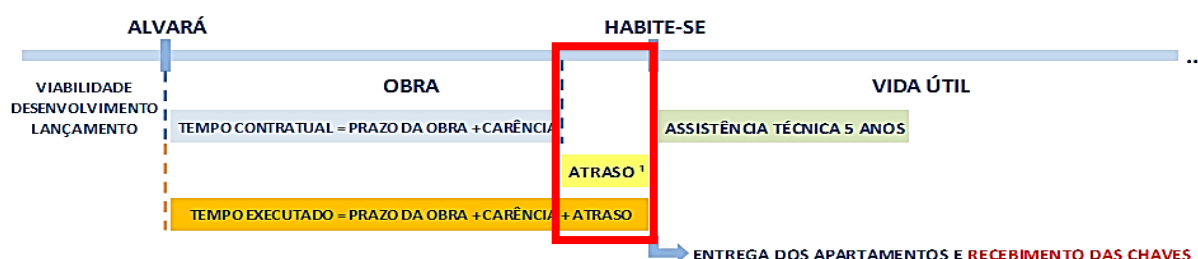 ALVARÁ
HABITE-SE
...
VIABILIDADE
DESENVOLVIMENTO
LANÇAMENTO
OBRA
VIDA ÚTIL
TEMPO CONTRATUAL = PRAZO DA OBRA + CARÊNCIA
ASSISTÊNCIA TÉCNICA 5 ANOS
ATRASO ¹
TEMPO EXECUTADO = PRAZO DA OBRA + CARÊNCIA + ATRASO
ENTREGA DOS APARTAMENTOS E RECEBIMENTO DAS CHAVES